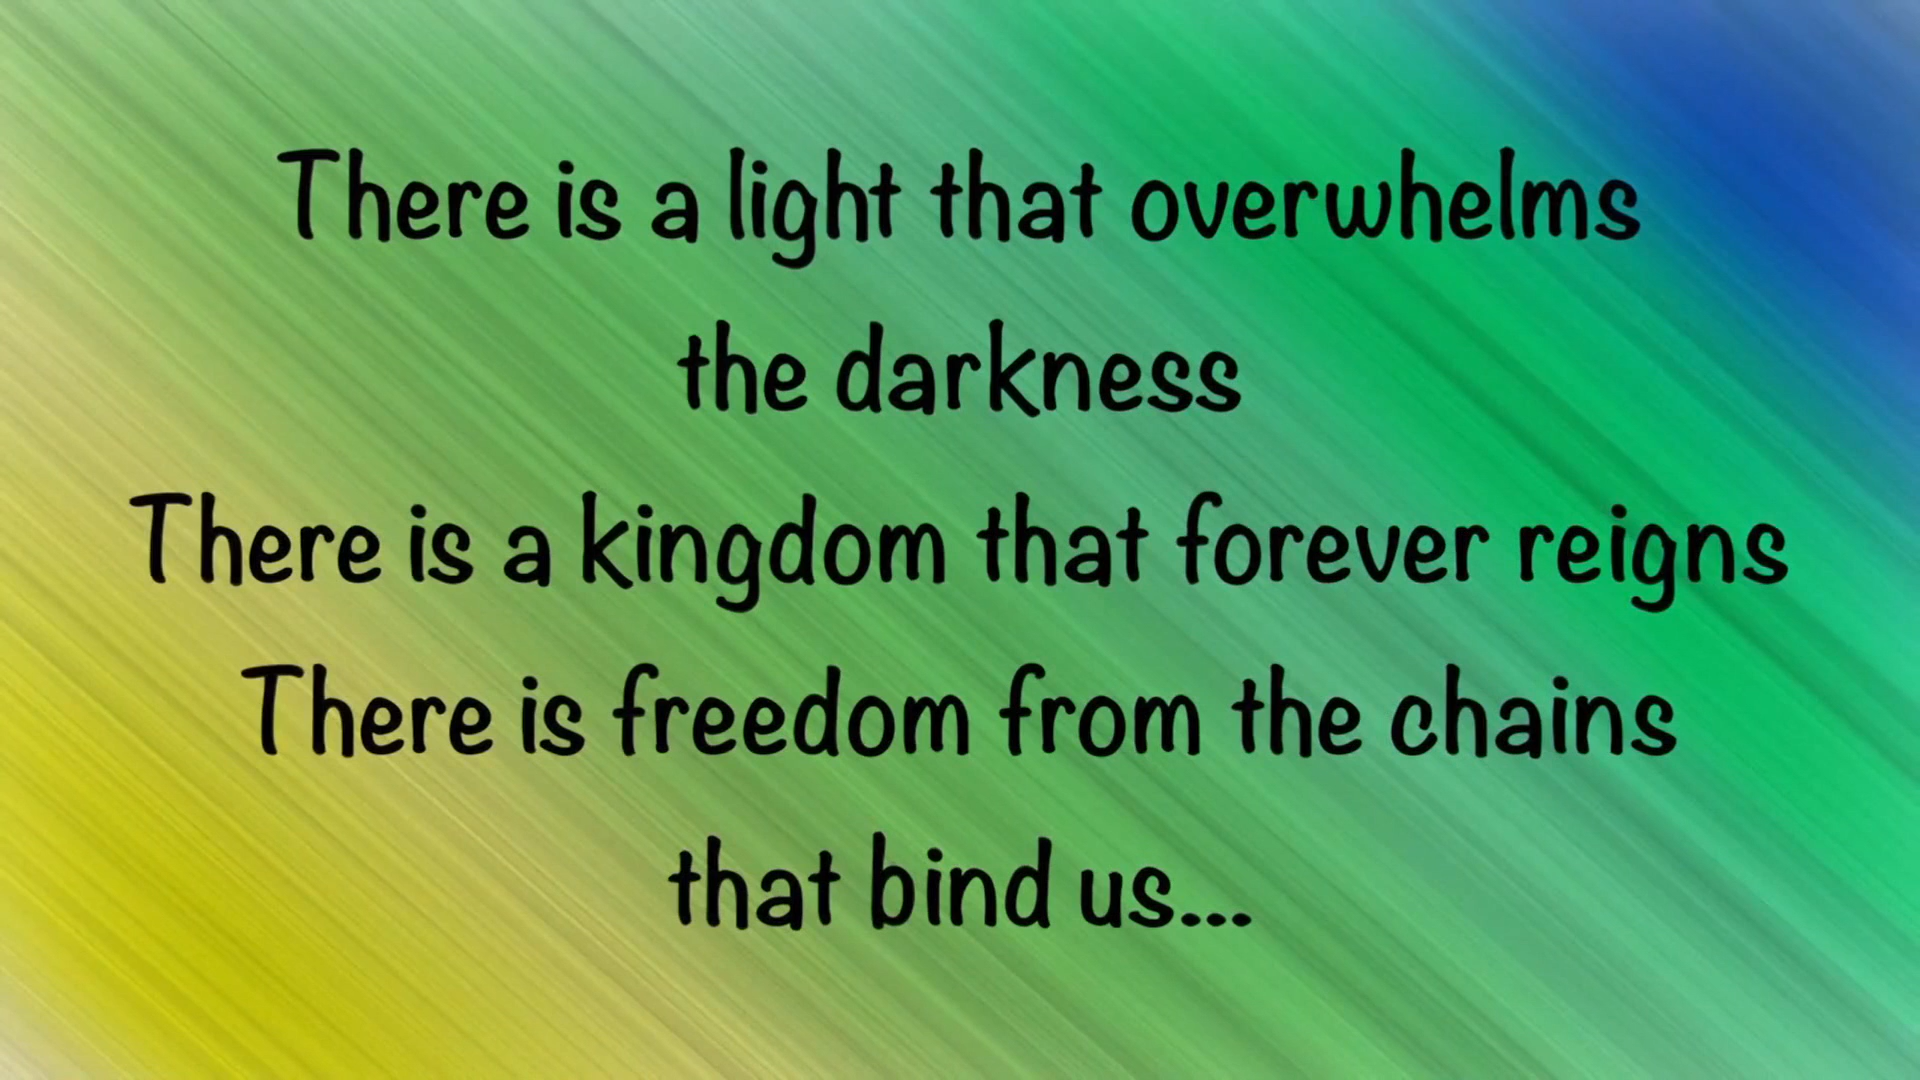 There is a light that overwhelms
the darkness
There is a kingdom that forever reigns
There is freedom from the chains
that bind us...